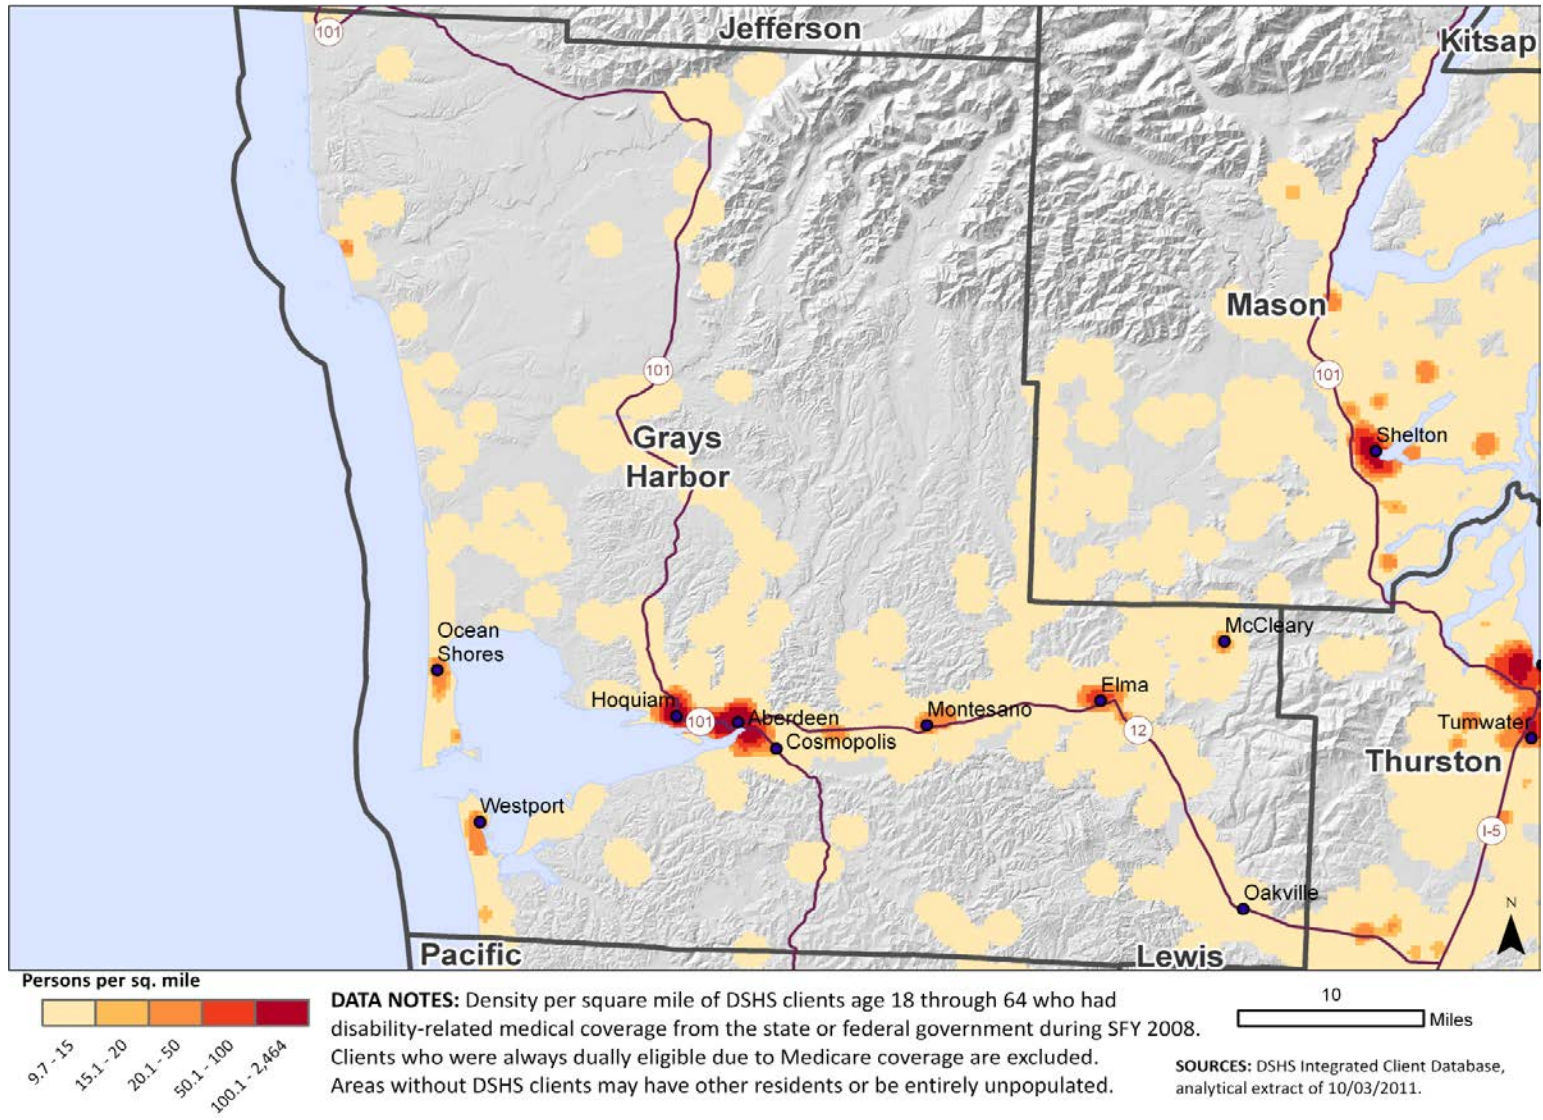 101
Jefferson
Kitsap
Mason
101
101
Grays
Harbor
Shelton
McCleary
Ocean
Shores
Hoquiam
101
Aberdeen
Cosmopolis
Montesano
Elma
12
Tumwater
Thurston
Westport
I-5
Oakville
N
Pacific
Lewis
Persons per sq. mile
9.7 - 15
15.1 - 20
20.1 - 50
50.1 - 100
100.1 - 2,464
DATA NOTES: Density per square mile of DSHS clients age 18 through 64 who had
disability-related medical coverage from the state or federal government during SFY 2008.
Clients who were always dually eligible due to Medicare coverage are excluded.
Areas without DSHS clients may have other residents or be entirely unpopulated.
10
Miles
SOURCES: DSHS Integrated Client Database,
analytical extract of 10/03/2011.